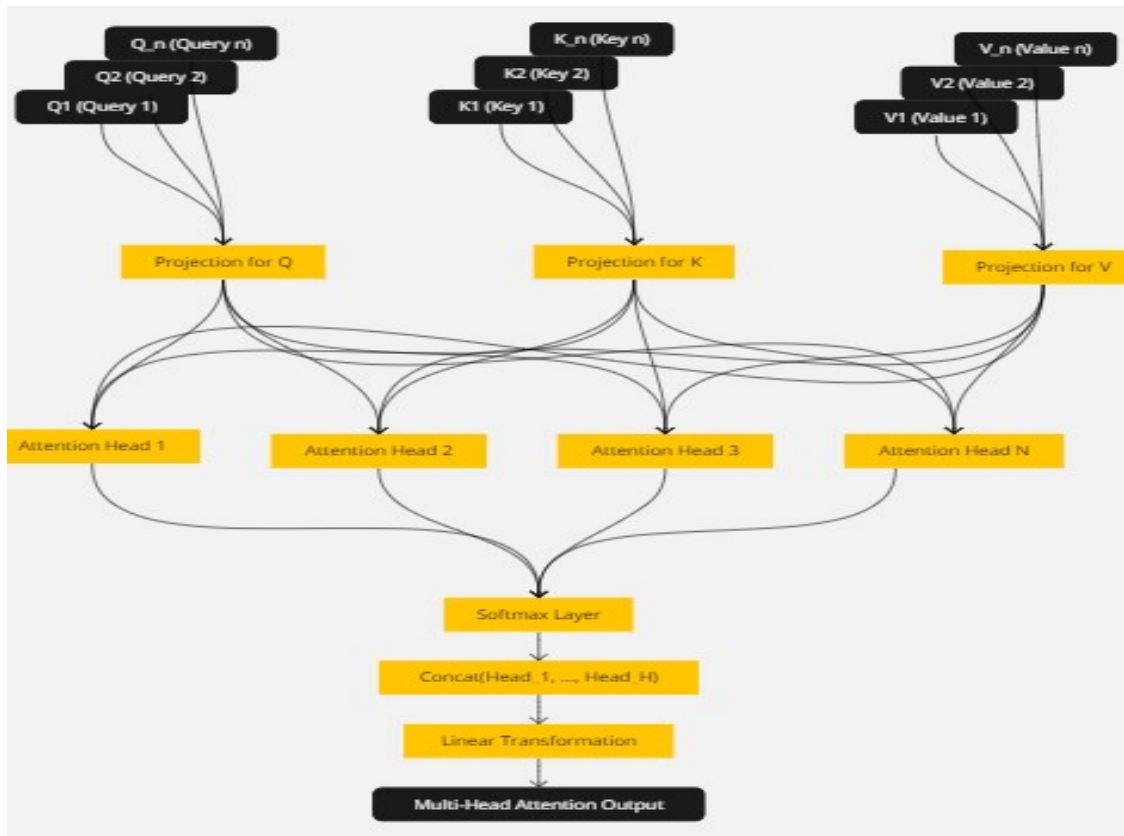 Q_n (Query n)
Q2 (Query 2)
Q1 (Query 1)
K_n (Key n)
K2 (Key 2)
K1 (Key 1)
V_n (Value n)
V2 (Value 2)
V1 (Value 1)
Projection for Q
Projection for K
Projection for V
Attention Head 1
Attention Head 2
Attention Head 3
Attention Head N
Softmax Layer
Concat(Head_1, ..., Head_H)
Linear Transformation
Multi-Head Attention Output